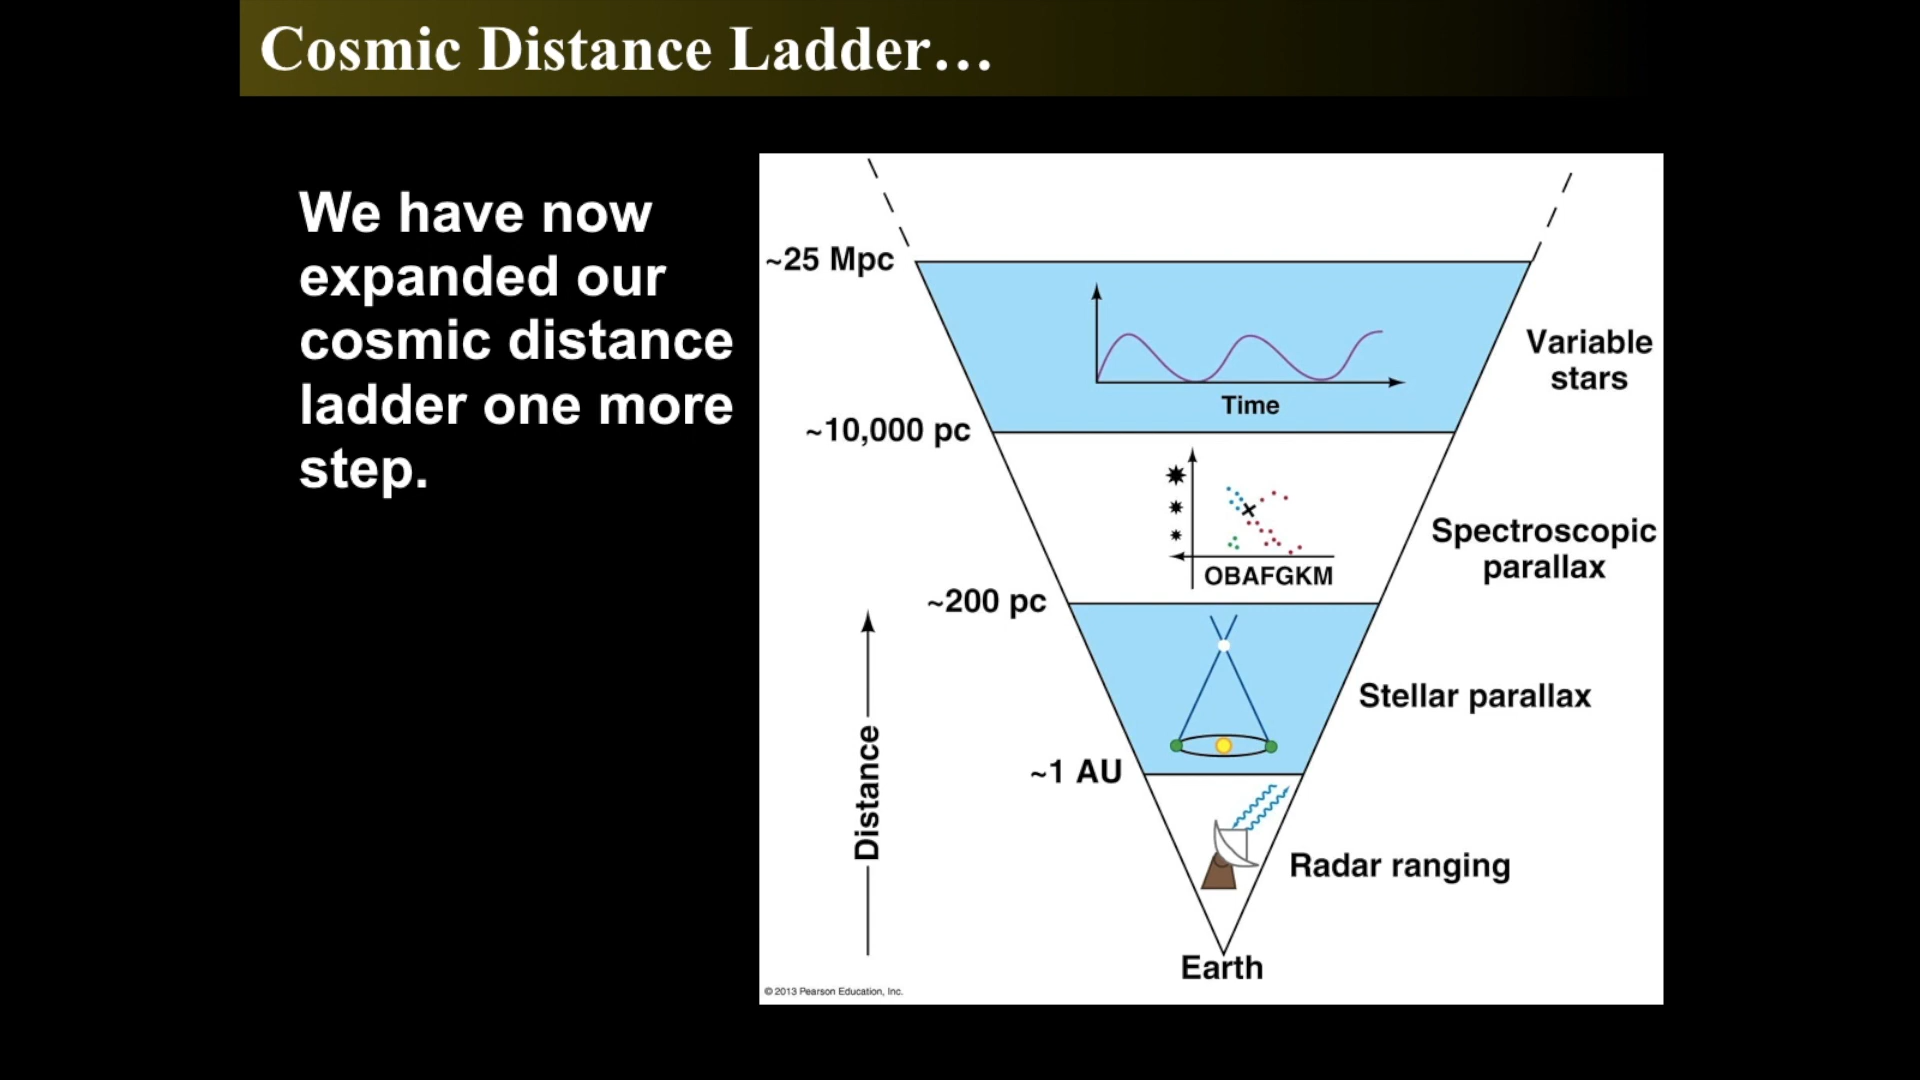 Cosmic Distance Ladder…
We have now
expanded our
cosmic distance
ladder one more
step.
~25 Mpc
Variable
stars
Time
~10,000 pc
Spectroscopic
parallax
OBAFGKM
~200 pc
Stellar parallax
~1 AU
Distance
Radar ranging
Earth
© 2013 Pearson Education, Inc.